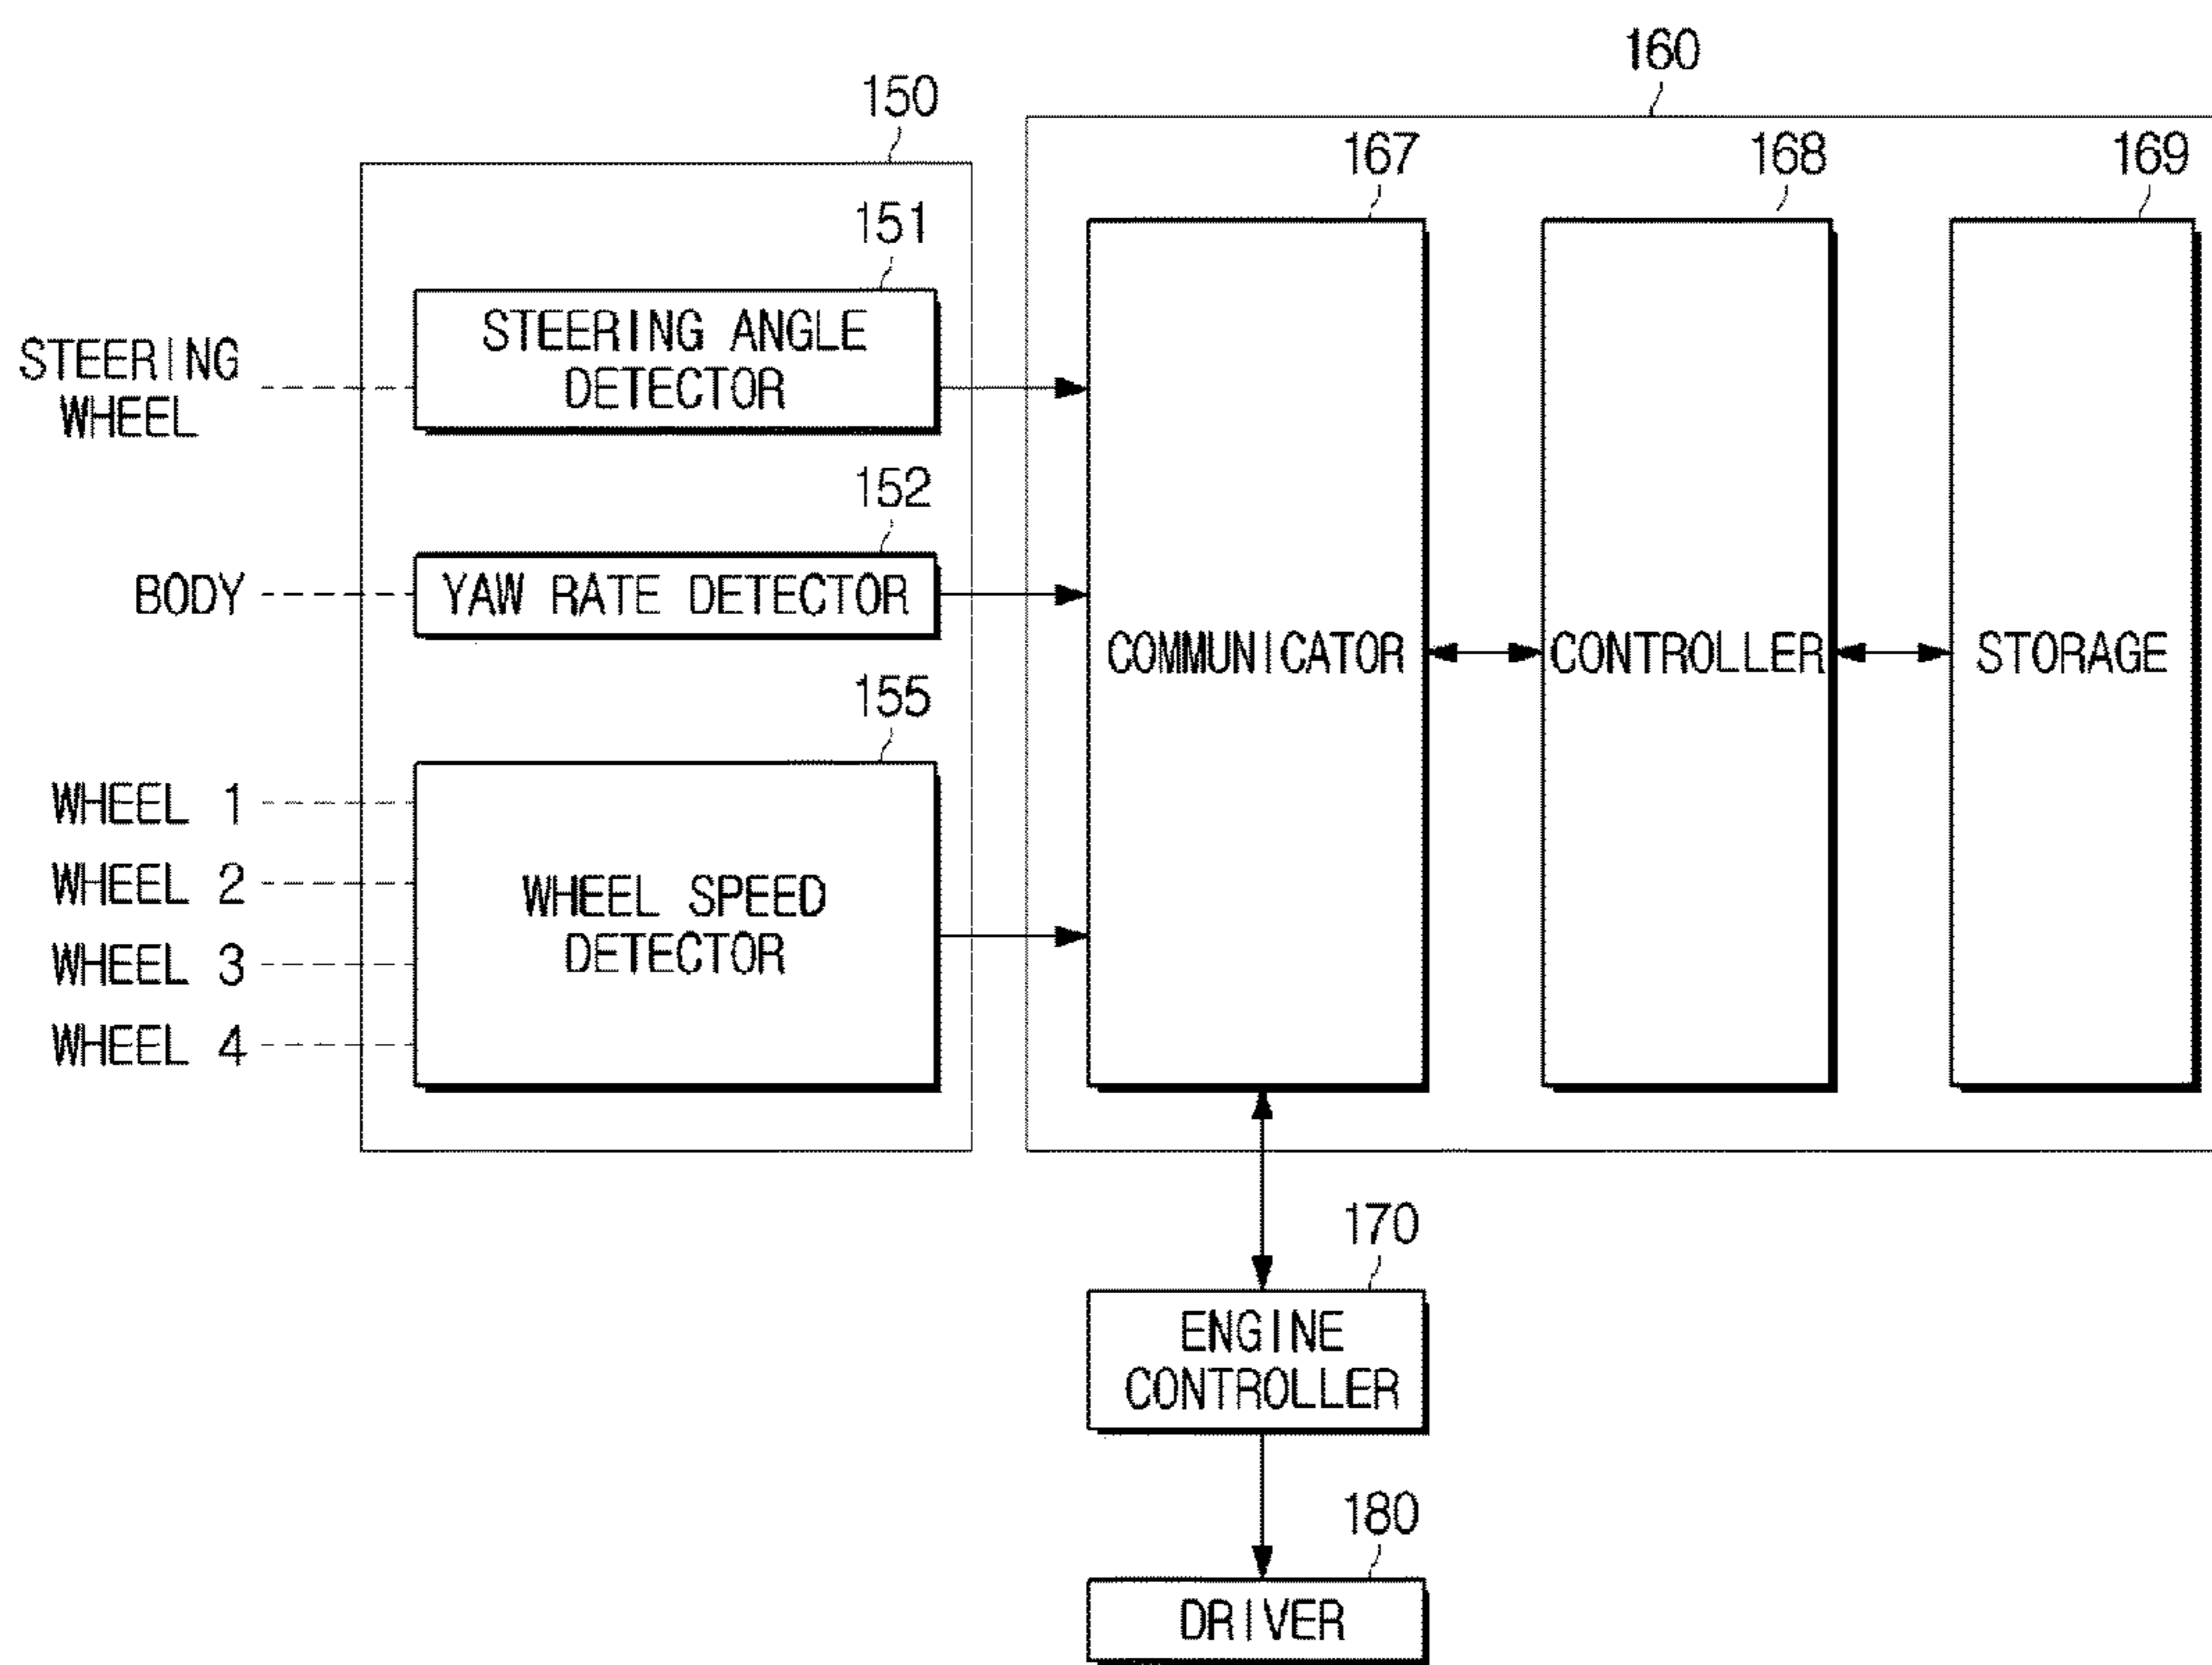 160
150
167
168
169
151
STEERING ANGLE
DETECTOR
STEERING
WHEEL
152
BODY
YAW RATE DETECTOR
COMMUNICATOR
CONTROLLER
STORAGE
155
WHEEL 1
WHEEL 2
WHEEL 3
WHEEL 4
WHEEL SPEED
DETECTOR
170
ENGINE
CONTROLLER
180
DRIVER